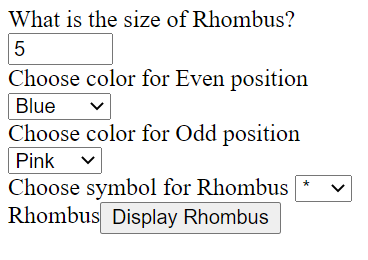 What is the size of Rhombus?
5
Choose color for Even position
Blue
Choose color for Odd position
Pink
Choose symbol for Rhombus *
Rhombus Display Rhombus